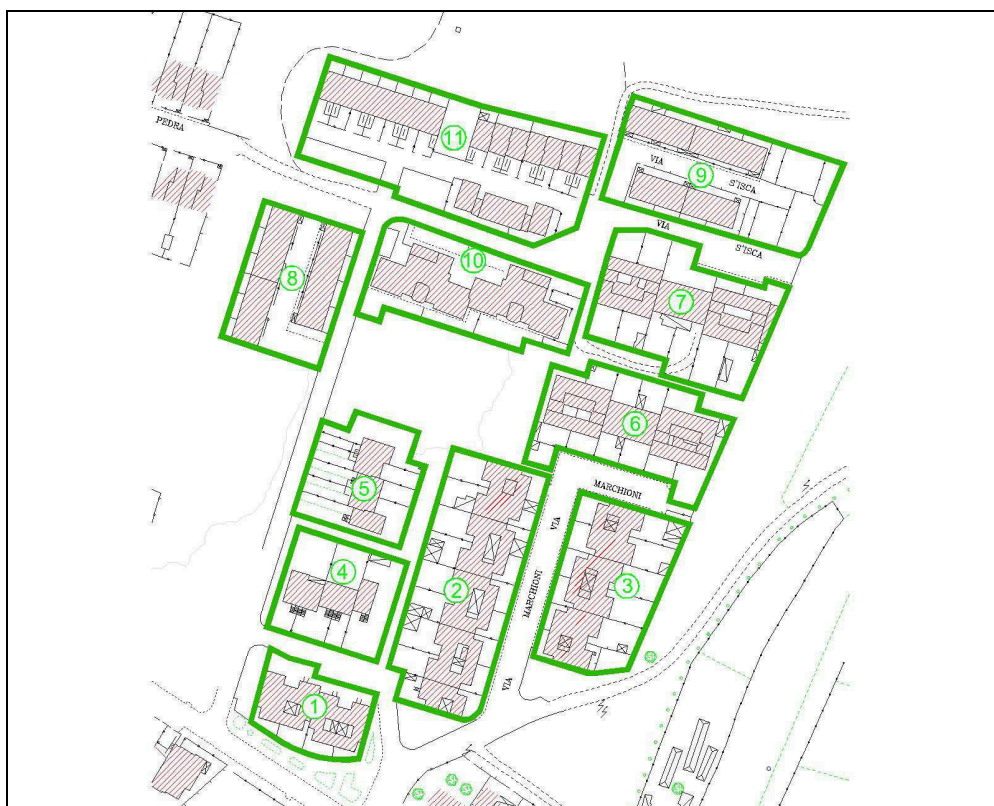 PEDRA
11
VIA
S'ISCA
9
VIA
S'ISCA
10
8
7
6
MARCHIONI
VIA
5
4
2
3
MARCHIONI
VIA
1